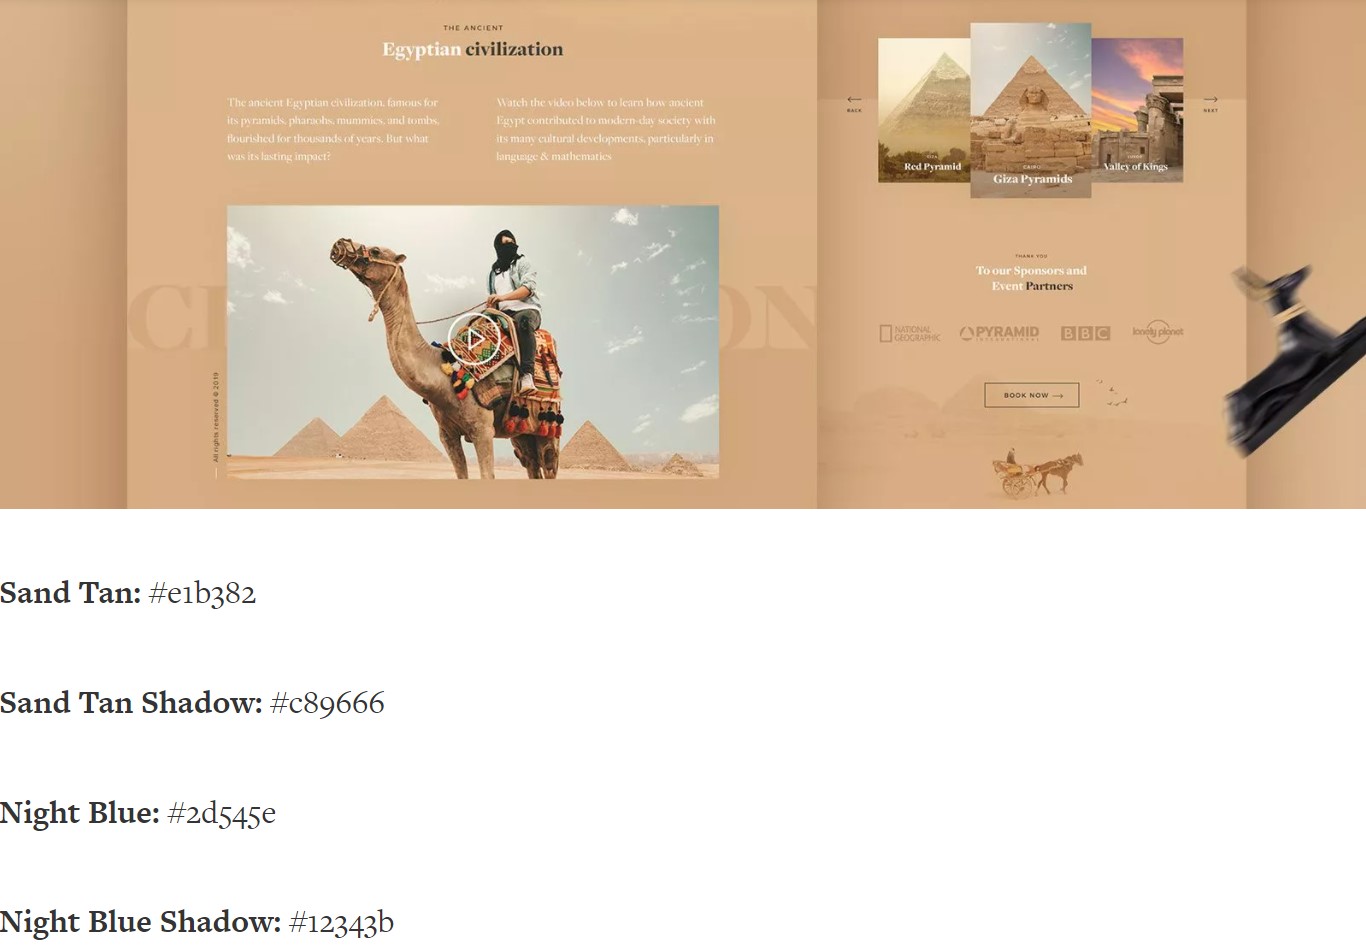 THE ANCIENT
Egyptian civilization
The ancient Egyptian civilization, famous for
its pyramids, pharaohs, mummies, and tombs,
flourished for thousands of years. But what
was its lasting impact?
Watch the video below to learn how ancient
Egypt contributed to modern-day society with
its many cultural developments, particularly in
language & mathematics
CI
ON
All rights reserved © 2019
BACK
NEXT
Red Pyramid
CAIRO
Giza Pyramids
Valley of Kings
THANK YOU
To our Sponsors and
Event Partners
NATIONAL
GEOGRAPHIC
PYRAMID
INTERNATIONAL
BBC
lonely planet
BOOK NOW
Sand Tan: #e1b382
Sand Tan Shadow: #c89666
Night Blue: #2d545e
Night Blue Shadow: #12343b